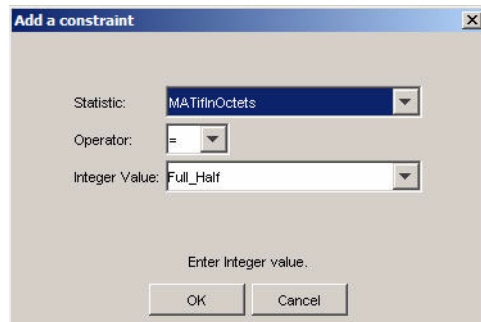 Add a constraint
Statistic: MATifInOctets
Operator: =
Integer Value: Full_Half
Enter Integer value.
OK Cancel